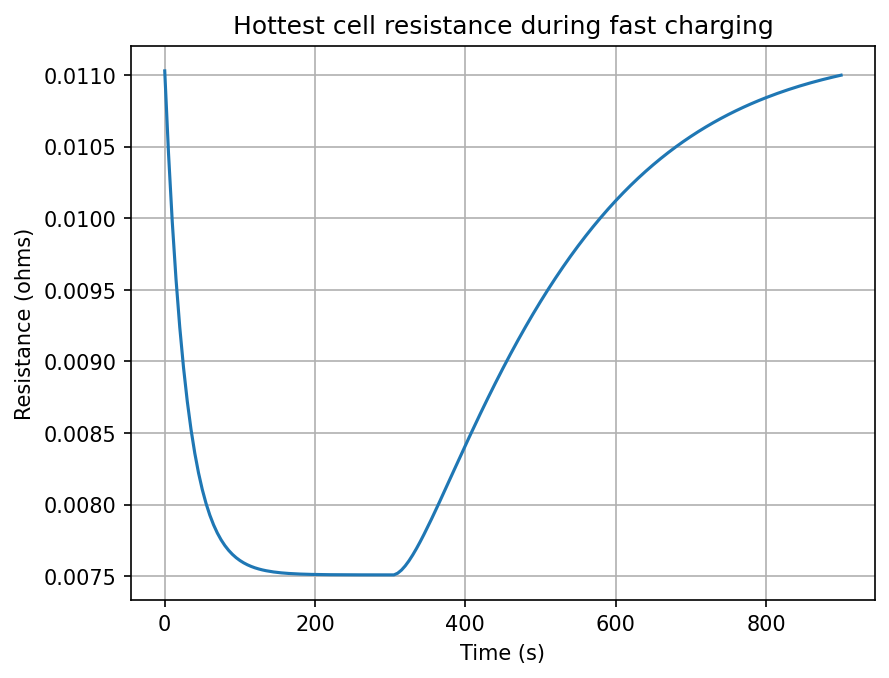 Hottest cell resistance during fast charging
Resistance (ohms)
0.0110
0.0105
0.0100
0.0095
0.0090
0.0085
0.0080
0.0075
0 200 400 600 800
Time (s)